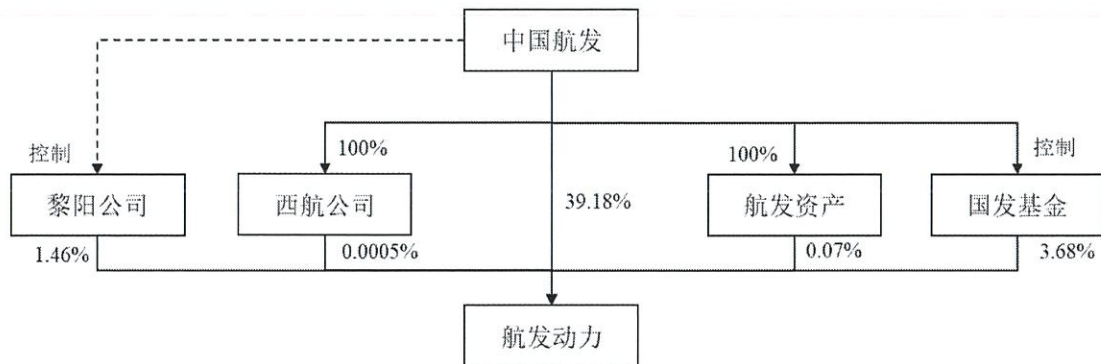 中国航发
控制
100%
100%
控制
黎阳公司
西航公司
39.18%
航发资产
国发基金
1.46%
0.0005%
0.07%
3.68%
航发动力